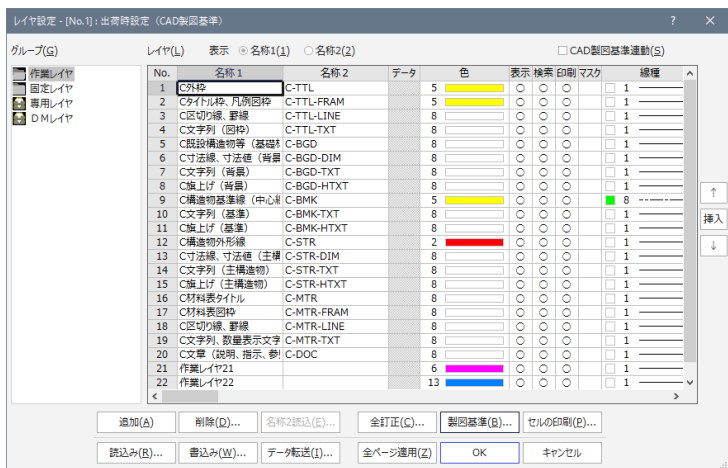 レイヤ設定 - [No.1] : 出荷時設定（CAD製図基準） ? ×
グループ(G) レイヤ(L) 表示 名称1(1) 名称2(2) CAD製図基準連動(S)
作業レイヤ
固定レイヤ
専用レイヤ
ＤＭレイヤ
No. 名称1 名称2 データ 色 表示 検索 印刷 マスク 線種
1 C外枠 C-TTL 5 ○ ○ ○ 1
2 Cタイトル枠、凡例図枠 C-TTL-FRAM 5 ○ ○ ○ 1
3 C区切り線、罫線 C-TTL-LINE 8 ○ ○ ○ 1
4 C文字列（図枠） C-TTL-TXT 8 ○ ○ ○ 1
5 C既設構造物等（基礎 C-BGD 8 ○ ○ ○ 1
6 C寸法線、寸法値（背景 C-BGD-DIM 8 ○ ○ ○ 1
7 C文字列（背景） C-BGD-TXT 8 ○ ○ ○ 1
8 C旗上げ（背景） C-BGD-HTXT 8 ○ ○ ○ 1
9 C構造物基準線（中心 C-BMK 5 ○ ○ ○ 8
10 C文字列（基準） C-BMK-TXT 8 ○ ○ ○ 1
11 C旗上げ（基準） C-BMK-HTXT 8 ○ ○ ○ 1
12 C構造物外形線 C-STR 2 ○ ○ ○ 1
13 C寸法線、寸法値（主構 C-STR-DIM 8 ○ ○ ○ 1
14 C文字列（主構造物） C-STR-TXT 8 ○ ○ ○ 1
15 C旗上げ（主構造物） C-STR-HTXT 8 ○ ○ ○ 1
16 C材料表タイトル C-MTR 8 ○ ○ ○ 1
17 C材料表図枠 C-MTR-FRAM 8 ○ ○ ○ 1
18 C区切り線、罫線 C-MTR-LINE 8 ○ ○ ○ 1
19 C文字列、数量表示文字 C-MTR-TXT 8 ○ ○ ○ 1
20 C文章（説明、指示、参 C-DOC 8 ○ ○ ○ 1
21 作業レイヤ21 6 ○ ○ ○ 1
22 作業レイヤ22 13 ○ ○ ○ 1
↑
挿入
↓
追加(A) 削除(D)... 名称2読込(E)... 全訂正(C)... 製図基準(B)... セルの印刷(P)...
読込み(R)... 書込み(W)... データ転送(I)... 全ページ適用(Z) OK キャンセル